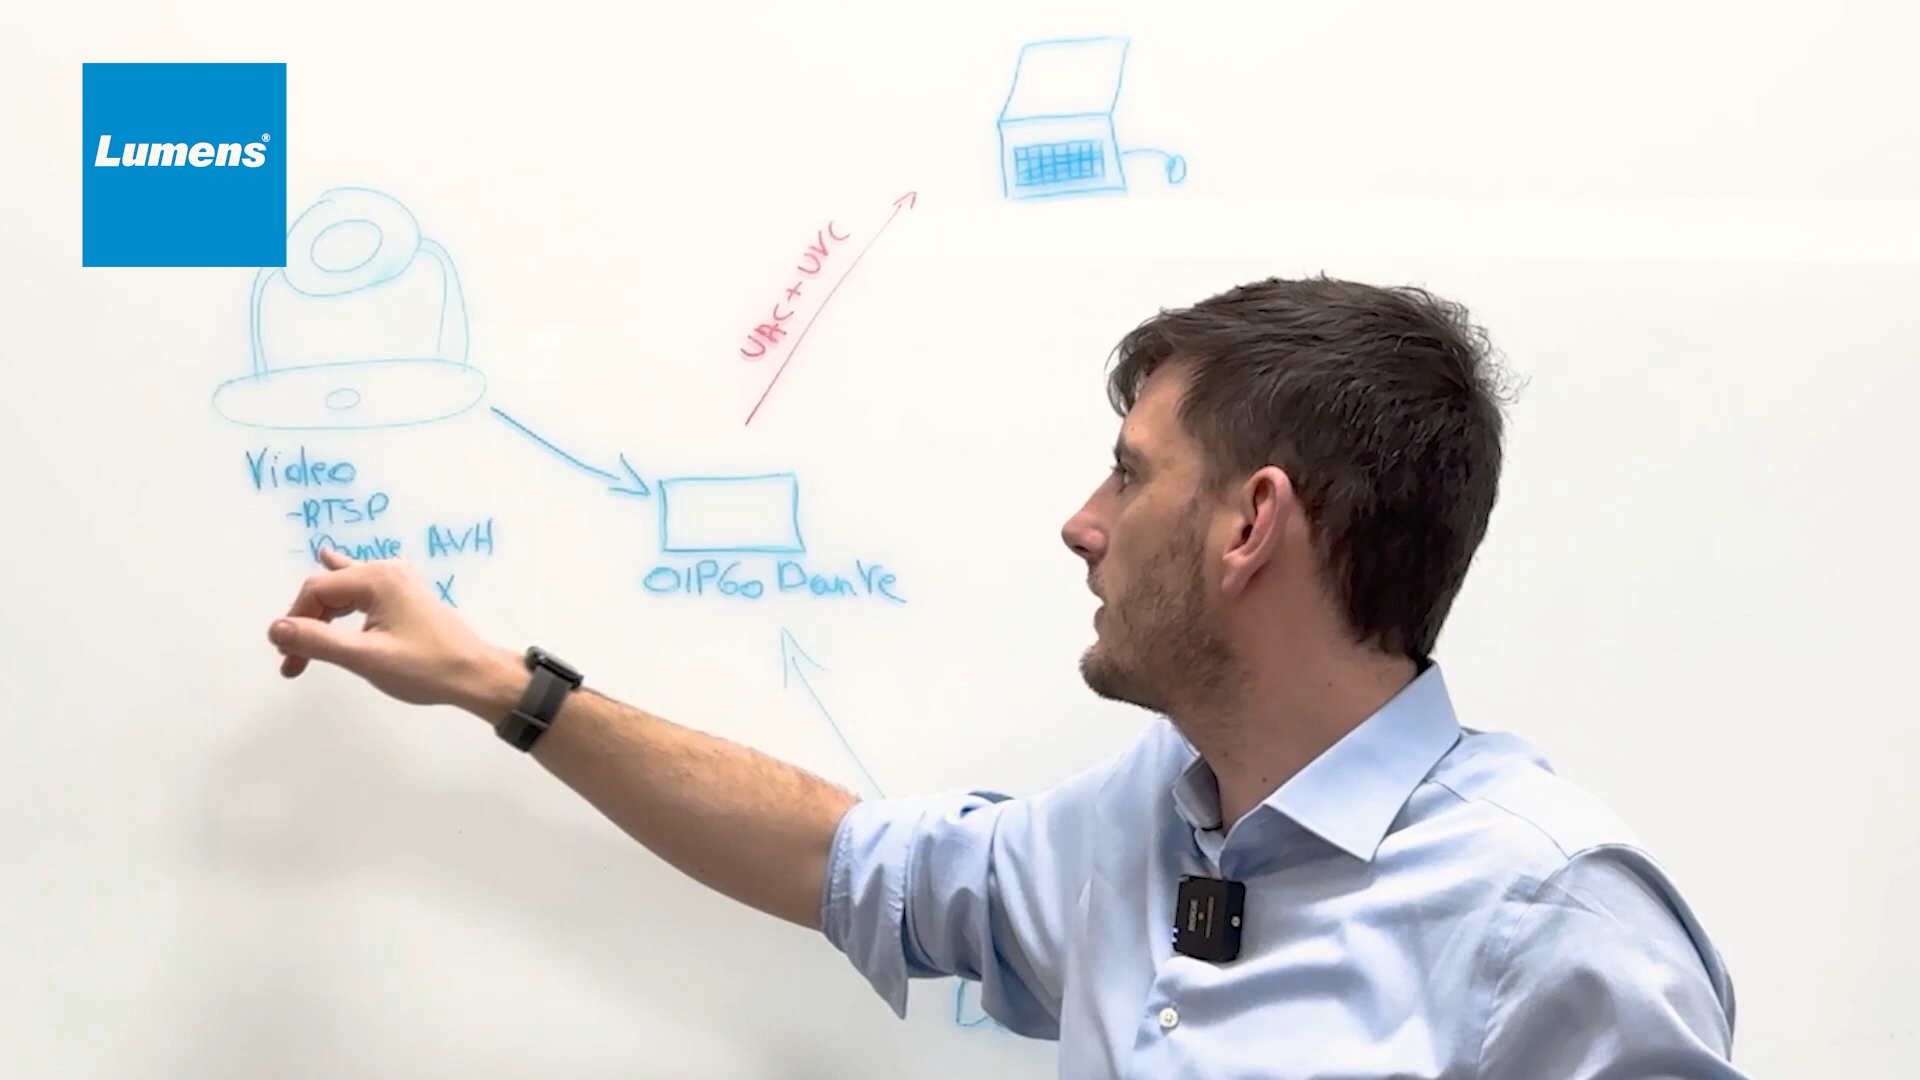 Lumens®
UAC+UVC
Video
-RTSP
-Dante AVH
X
OIP60 Dante